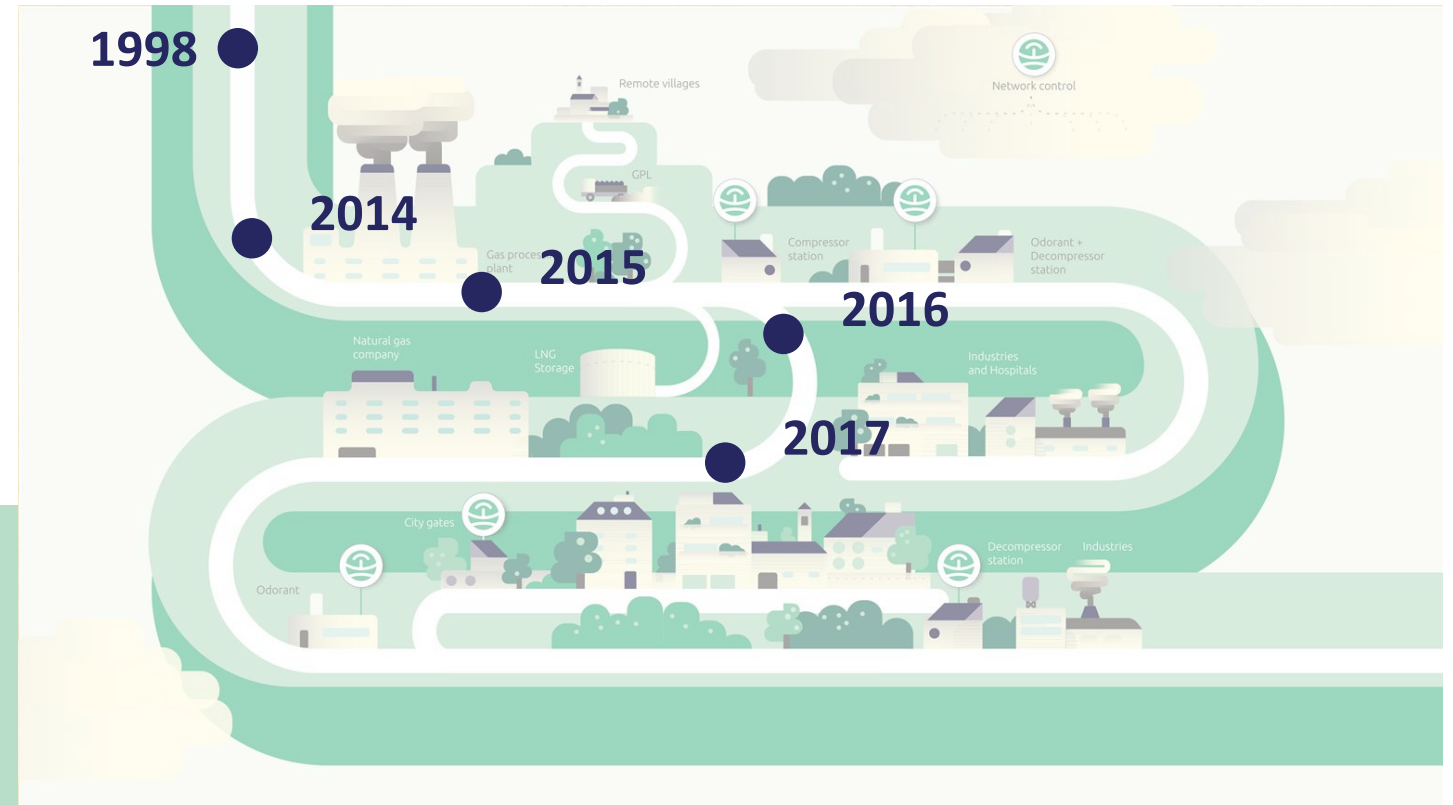 1998
Remote villages
Network control
GPL
2014
Gas proces
plant
2015
Compressor
station
Odorant +
Decompressor
station
2016
Natural gas
company
LNG
Storage
Industries
and Hospitals
2017
City gates
Odorant
Decompressor
station
Industries